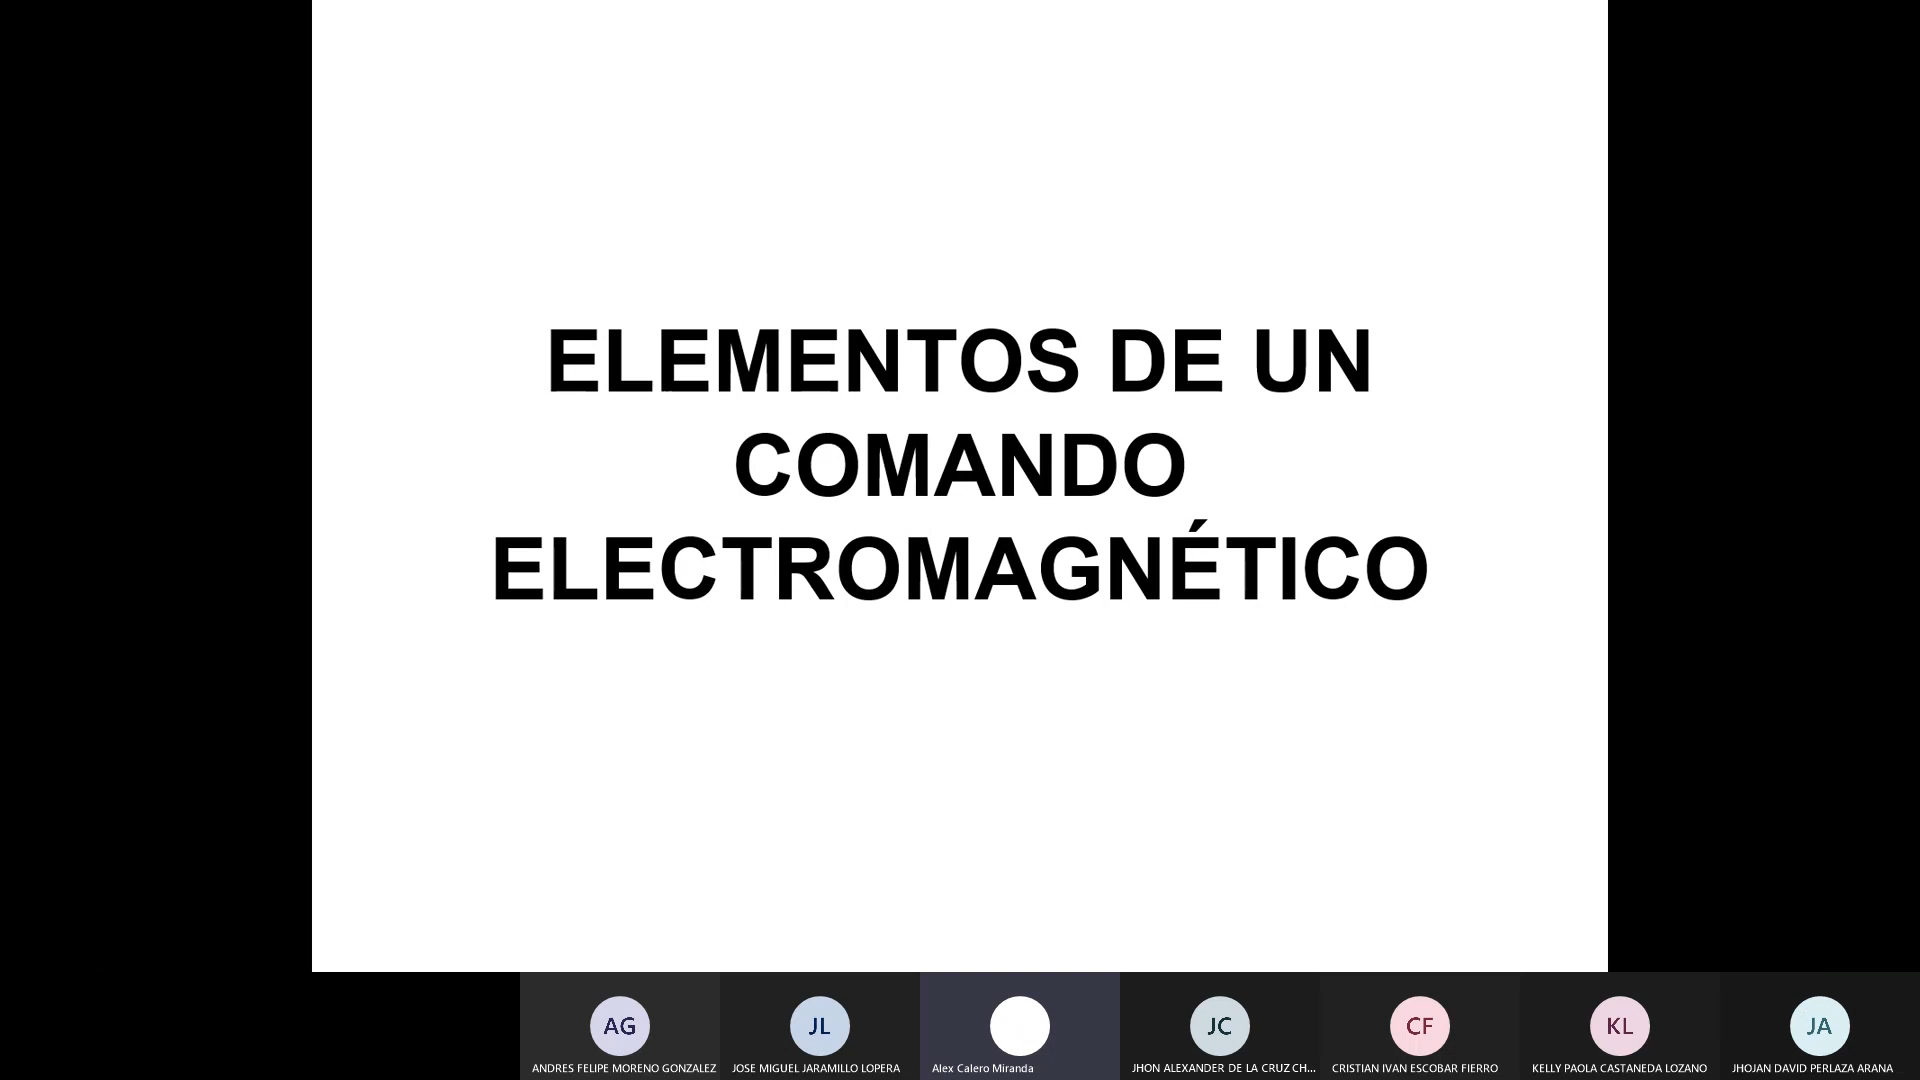 ELEMENTOS DE UN
COMANDO
ELECTROMAGNÉTICO
AG
JL
JC
CF
KL
JA
ANDRES FELIPE MORENO GONZALEZ
JOSE MIGUEL JARAMILLO LOPERA
Alex Calero Miranda
JHON ALEXANDER DE LA CRUZ CH...
CRISTIAN IVAN ESCOBAR FIERRO
KELLY PAOLA CASTANEDA LOZANO
JHOJAN DAVID PERLAZA ARANA